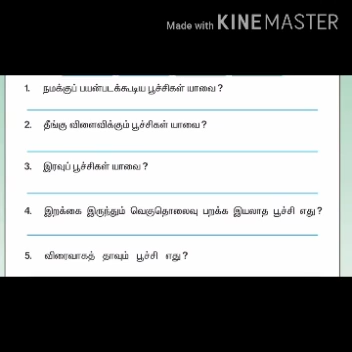 Made with KINEMASTER
1. நமக்குப் பயன்படக்கூடிய பூச்சிகள் யாவை ?
2. தீங்கு விளைவிக்கும் பூச்சிகள் யாவை ?
3. இரவுப் பூச்சிகள் யாவை ?
4. இறக்கை இருந்தும் வெகுதொலைவு பறக்க இயலாத பூச்சி எது ?
5. விரைவாகத் தாவும் பூச்சி எது ?